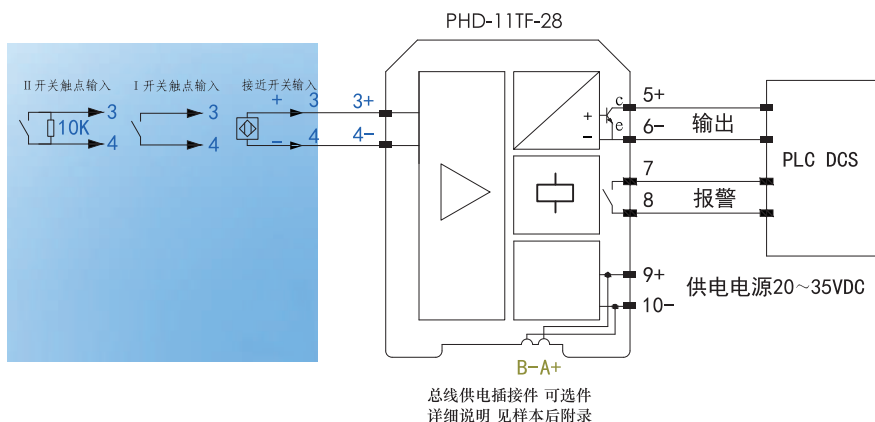 PHD-11TF-28
II开关触点输入 I开关触点输入 接近开关输入
3 3 + 3 3+
10K
4 4 - 4 4-
c 5+
+
e
- 6- 输出
PLC DCS
7
8 报警
9+
供电电源20~35VDC
10-
B-A+
总线供电插接件 可选件
详细说明 见样本后附录